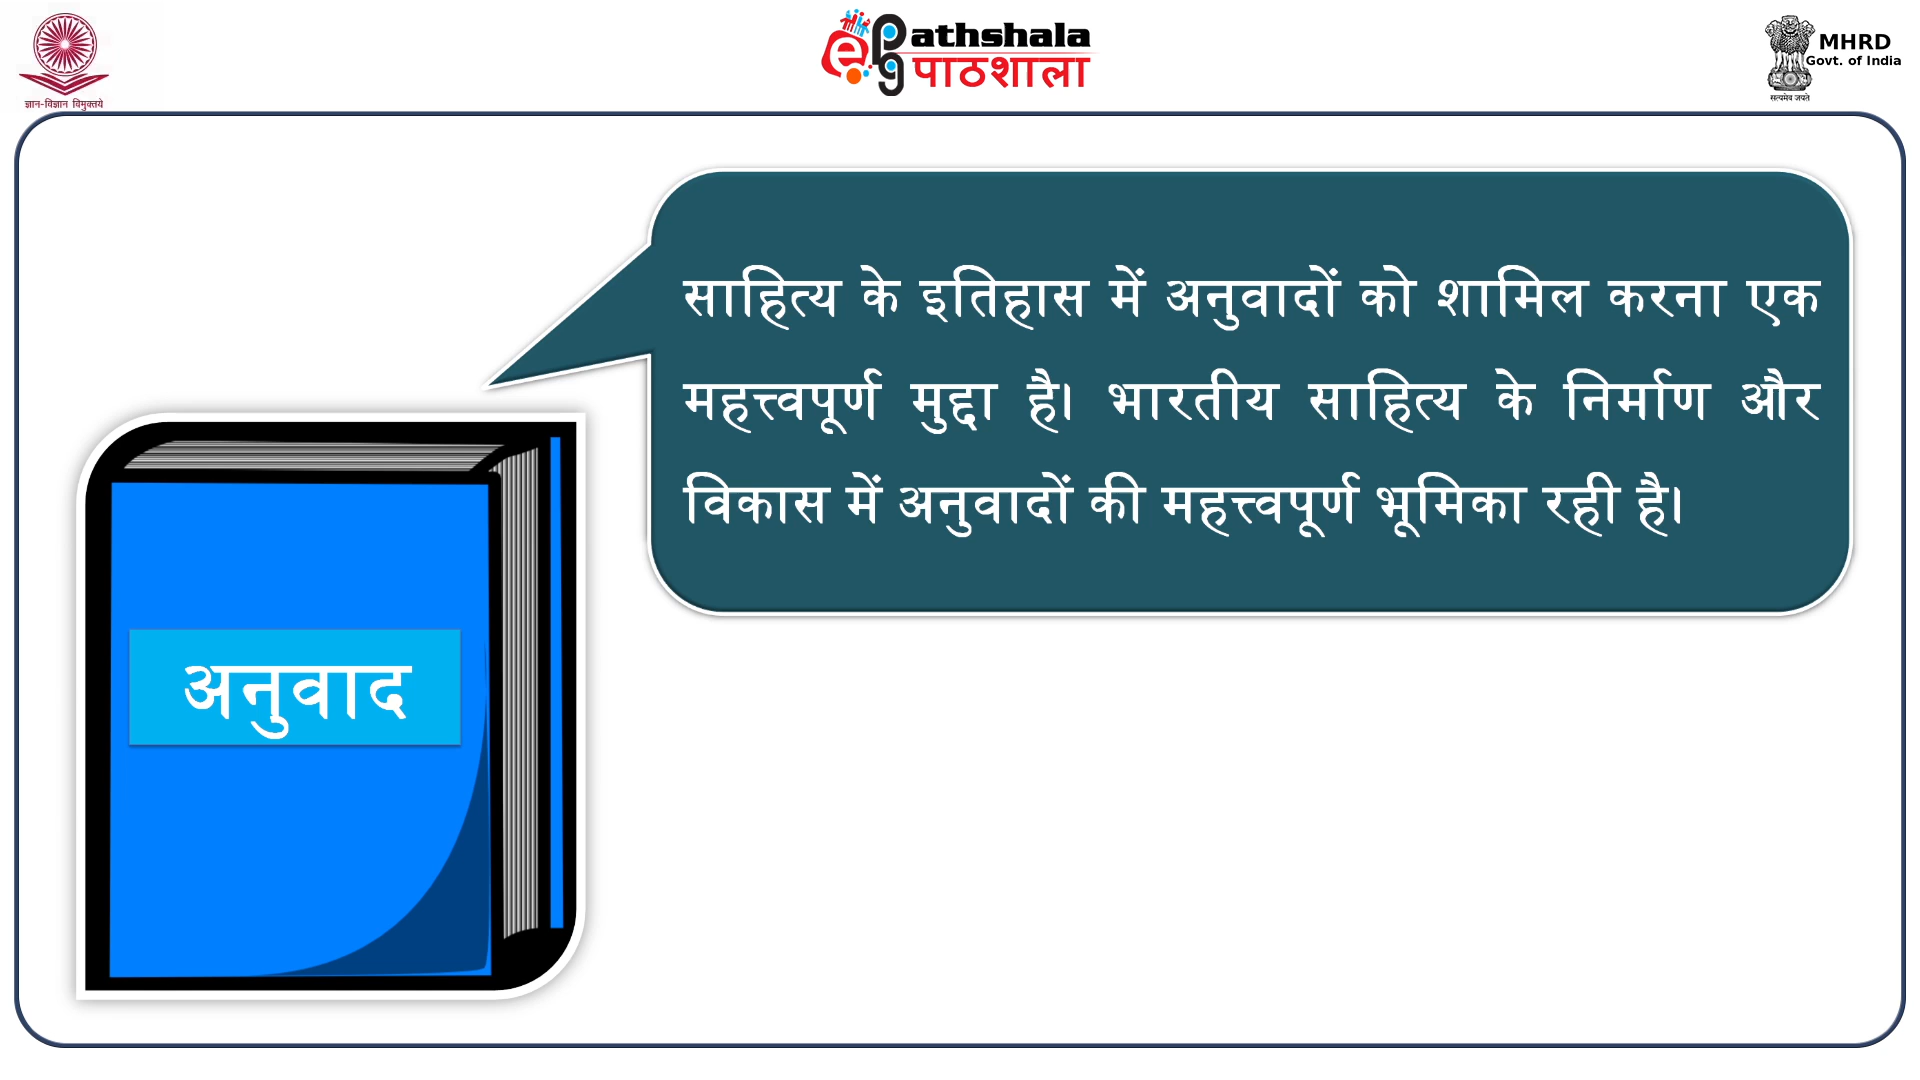 ज्ञान-विज्ञान विमुक्तये
ePathshala
पाठशाला
MHRD
Govt. of India
सत्यमेव जयते
साहित्य के इतिहास में अनुवादों को शामिल करना एक
महत्त्वपूर्ण मुद्दा है। भारतीय साहित्य के निर्माण और
विकास में अनुवादों की महत्त्वपूर्ण भूमिका रही है।
अनुवाद